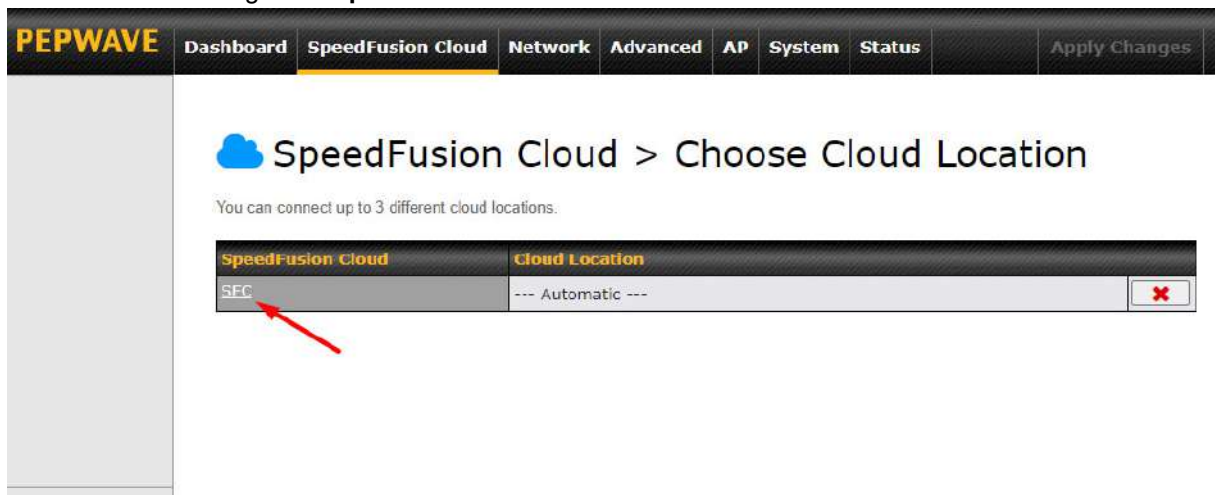 PEPWAVE Dashboard SpeedFusion Cloud Network Advanced AP System Status Apply Changes
SpeedFusion Cloud > Choose Cloud Location
You can connect up to 3 different cloud locations.
SpeedFusion Cloud Cloud Location
SFC --- Automatic ---